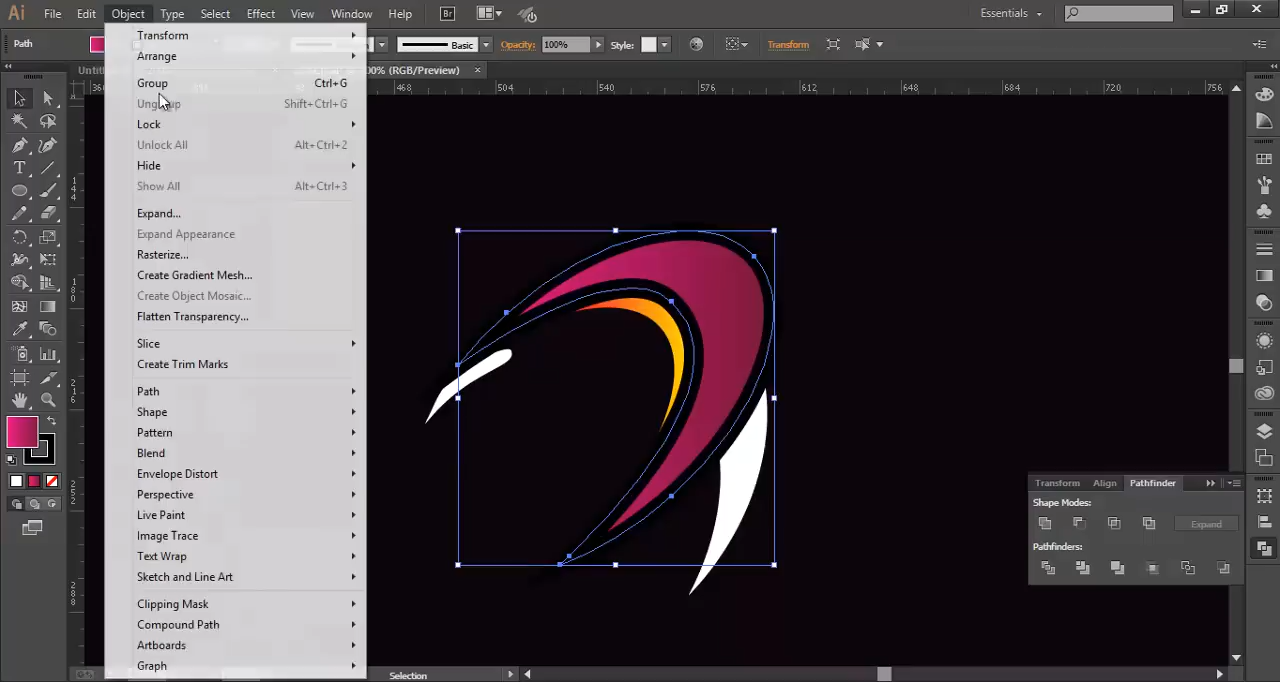 Ai File Edit Object Type Select Effect View Window Help Br Essentials
Path Basic Opacity: 100% Style: Transform
100% (RGB/Preview) ×
468 504 540 576 648 684 720 756
Transform
Arrange
Group Ctrl+G
Ungroup Shift+Ctrl+G
Lock
Unlock All Alt+Ctrl+2
Hide
Show All Alt+Ctrl+3
Expand...
Expand Appearance
Rasterize...
Create Gradient Mesh...
Create Object Mosaic...
Flatten Transparency...
Slice
Create Trim Marks
Path
Shape
Pattern
Blend
Envelope Distort
Perspective
Live Paint
Image Trace
Text Wrap
Sketch and Line Art
Clipping Mask
Compound Path
Artboards
Graph
Transform Align Pathfinder
Shape Modes:
Expand
Pathfinders:
Selection